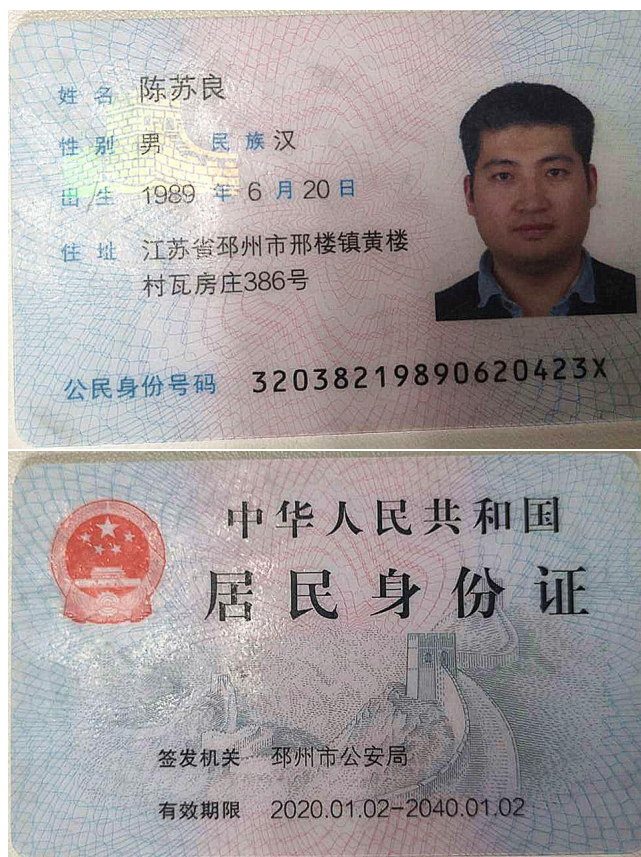 姓名 陈苏良
性别 男 民族 汉
出生 1989 年 6 月 20 日
住址 江苏省邳州市邢楼镇黄楼
村瓦房庄386号
公民身份号码 32038219890620423X
中华人民共和国
居民身份证
签发机关 邳州市公安局
有效期限 2020.01.02-2040.01.02